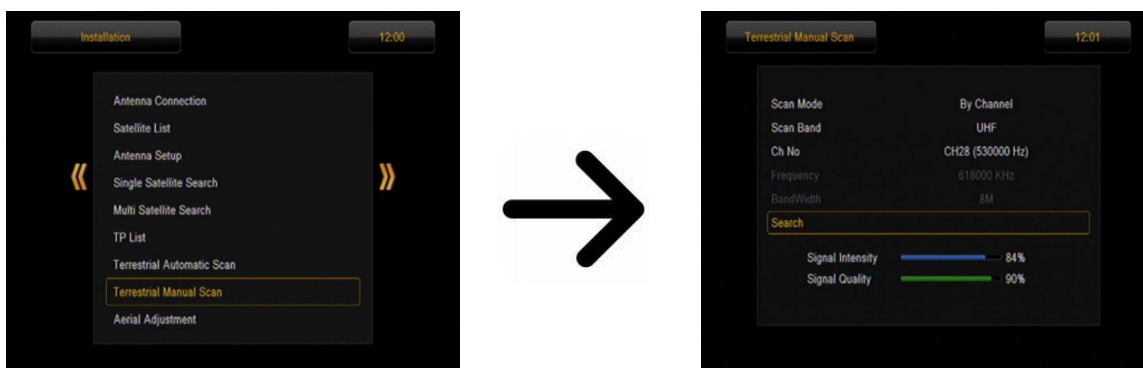 Installation
12:00
Antenna Connection
Satellite List
Antenna Setup
Single Satellite Search
Multi Satellite Search
TP List
Terrestrial Automatic Scan
Terrestrial Manual Scan
Aerial Adjustment
Terrestrial Manual Scan
12:01
Scan Mode By Channel
Scan Band UHF
Ch No CH28 (530000 Hz)
Frequency 618000 KHz
BandWidth 8M
Search
Signal Intensity 84%
Signal Quality 90%